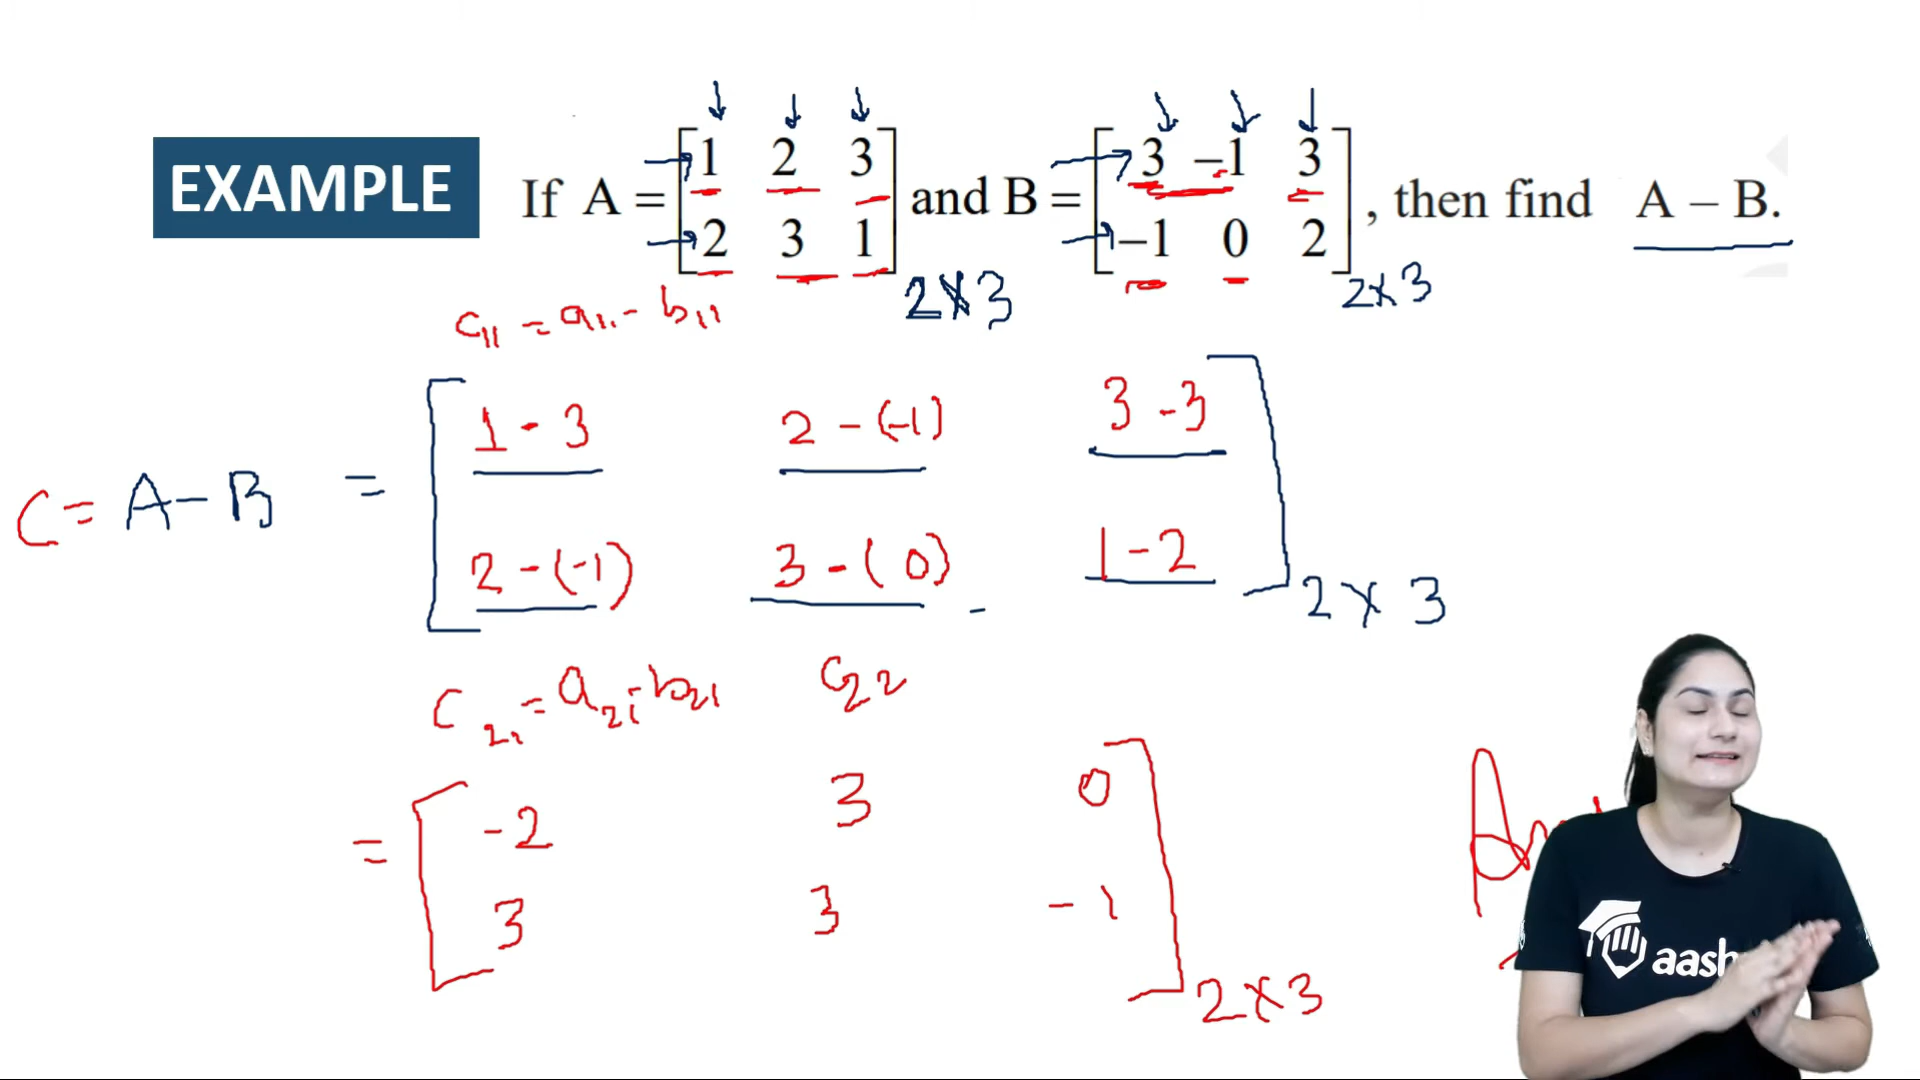 EXAMPLE If A = [1 2 3 and B = [3 –1 3 , then find A – B.
2 3 1] –1 0 2]
2×3 2×3
c11 = a11 - b11
1 - 3 2 - (-1) 3 - 3
C = A - B =
2 - (-1) 3 - (0) 1 - 2
2 × 3
= a21 - b21 c22
-2 3 0
=
3 3 -1
2×3